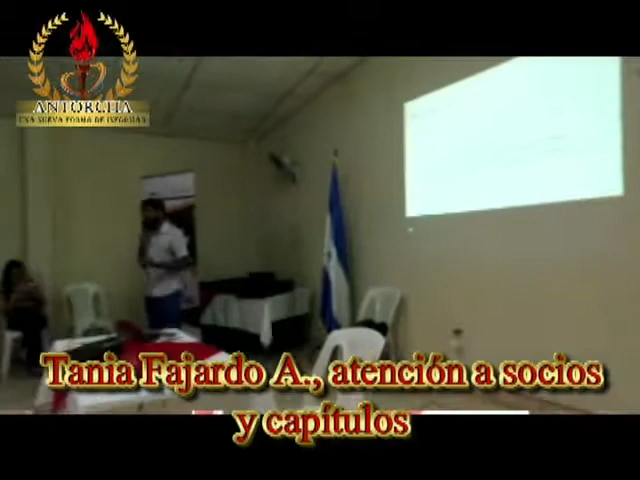 ANTORCHA
UNA NUEVA FORMA DE INFORMAR
Tania Fajardo A., atención a socios
y capítulos